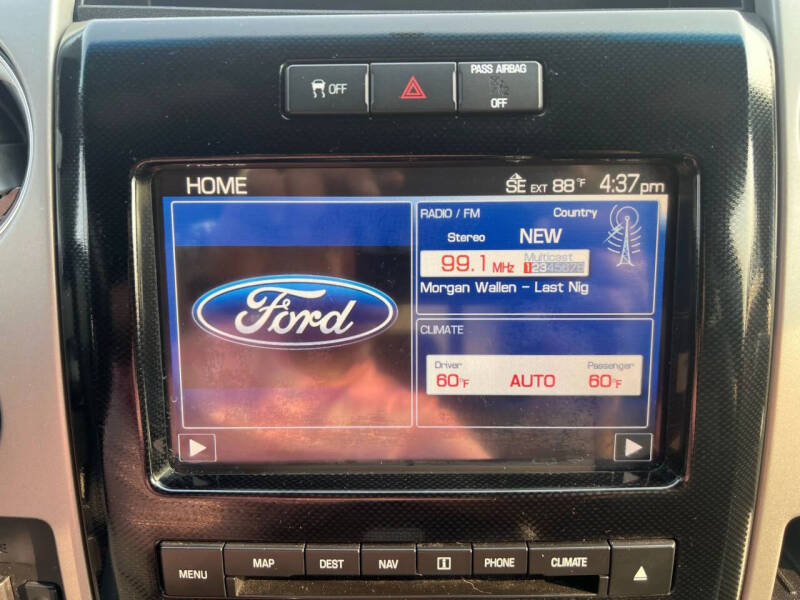 OFF
PASS AIRBAG
OFF
HOME
SE EXT 88°F 4:37pm
RADIO / FM Country
Stereo NEW
99.1 MHz Multicast
12345678
Morgan Wallen - Last Nig
Ford
CLIMATE
Driver Passenger
60°F AUTO 60°F
MENU MAP DEST NAV i PHONE CLIMATE